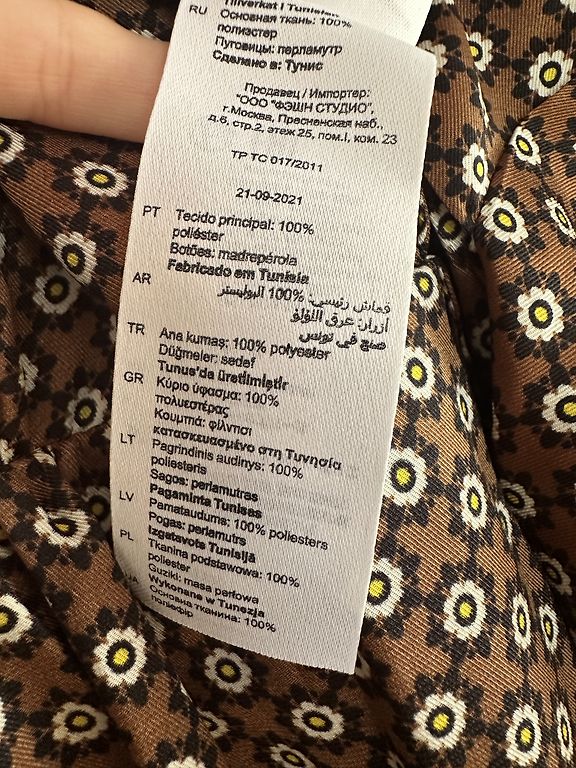 Tillverkat i Tunisien
RU Основная ткань: 100%
полиэстер
Пуговицы: перламутр
Сделано в: Тунис
Продавец / Импортер:
"ООО "ФЭШН СТУДИО",
г.Москва, Пресненская наб.,
д.6, стр.2, этаж 25, пом.I, ком. 23
ТР ТС 017/2011
21-09-2021
PT Tecido principal: 100%
poliéster
Botões: madrepérola
Fabricado em Tunísia
AR قماش رئيسي: 100% البوليستر
أزرار: عرق اللؤلؤ
صنع في تونس
TR Ana kumaş: 100% polyester
Düğmeler: sedef
Tunus'da üretilmiştir
GR Κύριο ύφασμα: 100%
πολυεστέρας
Κουμπιά: φίλντισι
κατασκευασμένο στη Τυνησία
LT Pagrindinis audinys: 100%
poliesteris
Sagos: perlamutras
Pagaminta Tunisas
LV Pamataudums: 100% poliesters
Pogas: perlamutrs
Izgatavots Tunisijā
PL Tkanina podstawowa: 100%
poliester
Guziki: masa perłowa
Wykonane w Tunezja
UA Основна тканина: 100%
поліефір